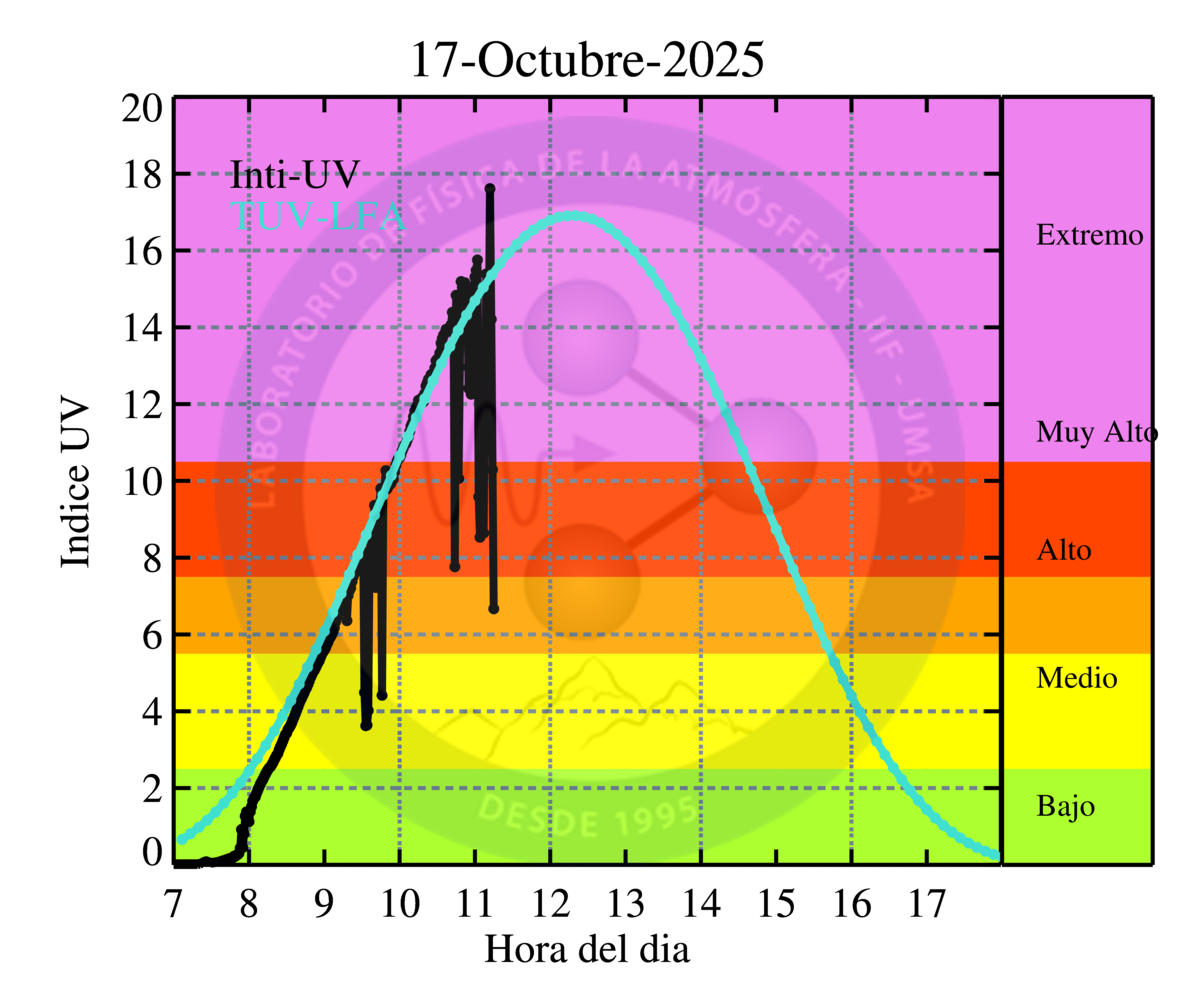 17-Octubre-2025
Inti-UV
TUV-LFA
LABORATORIO DE FÍSICA DE LA ATMÓSFERA - IIF - UMSA
DESDE 1995
Indice UV
20
18
16
14
12
10
8
6
4
2
0
Extremo
Muy Alto
Alto
Medio
Bajo
7 8 9 10 11 12 13 14 15 16 17
Hora del dia